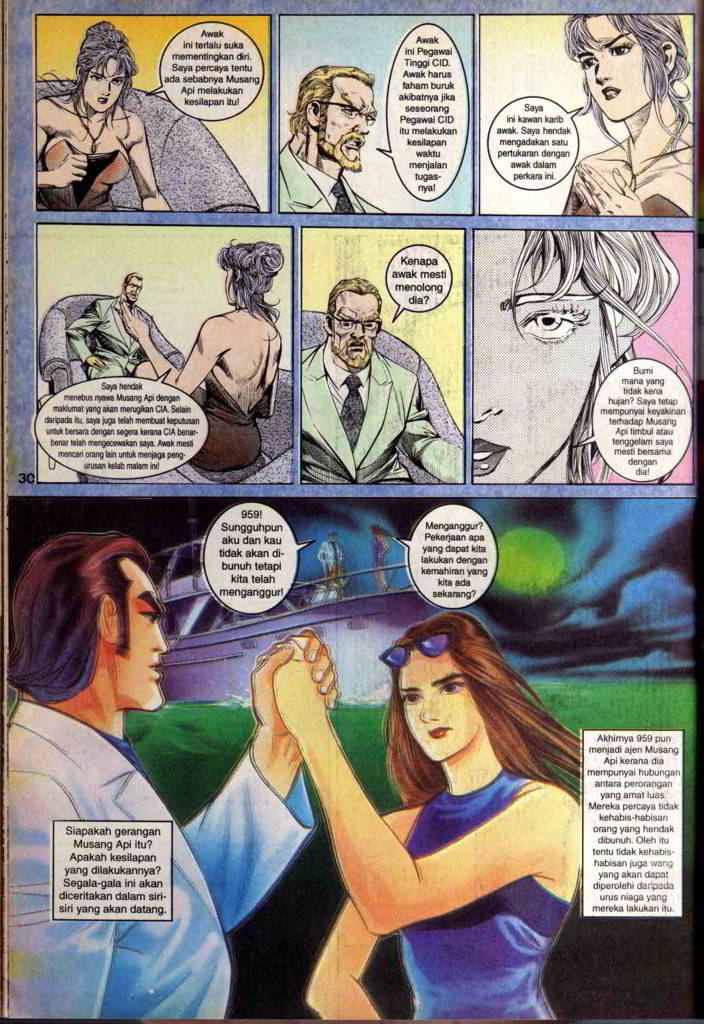 Awak
ini terlalu suka
mementingkan diri.
Saya percaya tentu
ada sebabnya Musang
Api melakukan
kesilapan itu!
Awak
ini Pegawai
Tinggi CID.
Awak harus
faham buruk
akibatnya jika
seseorang
Pegawai CID
itu melakukan
kesilapan
waktu
menjalan
tugas-
nya!
Saya
ini kawan karib
awak. Saya hendak
mengadakan satu
pertukaran dengan
awak dalam
perkara ini.
Saya hendak
menebus nyawa Musang Api dengan
maklumat yang akan merugikan CIA. Selain
daripada itu, saya juga telah membuat keputusan
untuk bersara dengan segera kerana CIA benar-
benar telah mengecewakan saya. Awak mesti
mencari orang lain untuk menjaga peng-
urusan kelab malam ini!
Kenapa
awak mesti
menolong
dia?
Bumi
mana yang
tidak kena
hujan? Saya tetap
mempunyai keyakinan
terhadap Musang
Api timbul atau
tenggelam saya
mesti bersama
dengan
dia!
30
959!
Sungguhpun
aku dan kau
tidak akan di-
bunuh tetapi
kita telah
menganggur!
Menganggur?
Pekerjaan apa
yang dapat kita
lakukan dengan
kemahiran yang
kita ada
sekarang?
Siapakah gerangan
Musang Api itu?
Apakah kesilapan
yang dilakukannya?
Segala-gala ini akan
diceritakan dalam siri-
siri yang akan datang.
Akhirnya 959 pun
menjadi ajen Musang
Api kerana dia
mempunyai hubungan
antara perorangan
yang amat luas.
Mereka percaya tidak
kehabis-habisan
orang yang hendak
dibunuh. Oleh itu
tentu tidak kehabis-
habisan juga wang
yang akan dapat
diperolehi daripada
urus niaga yang
mereka lakukan itu.